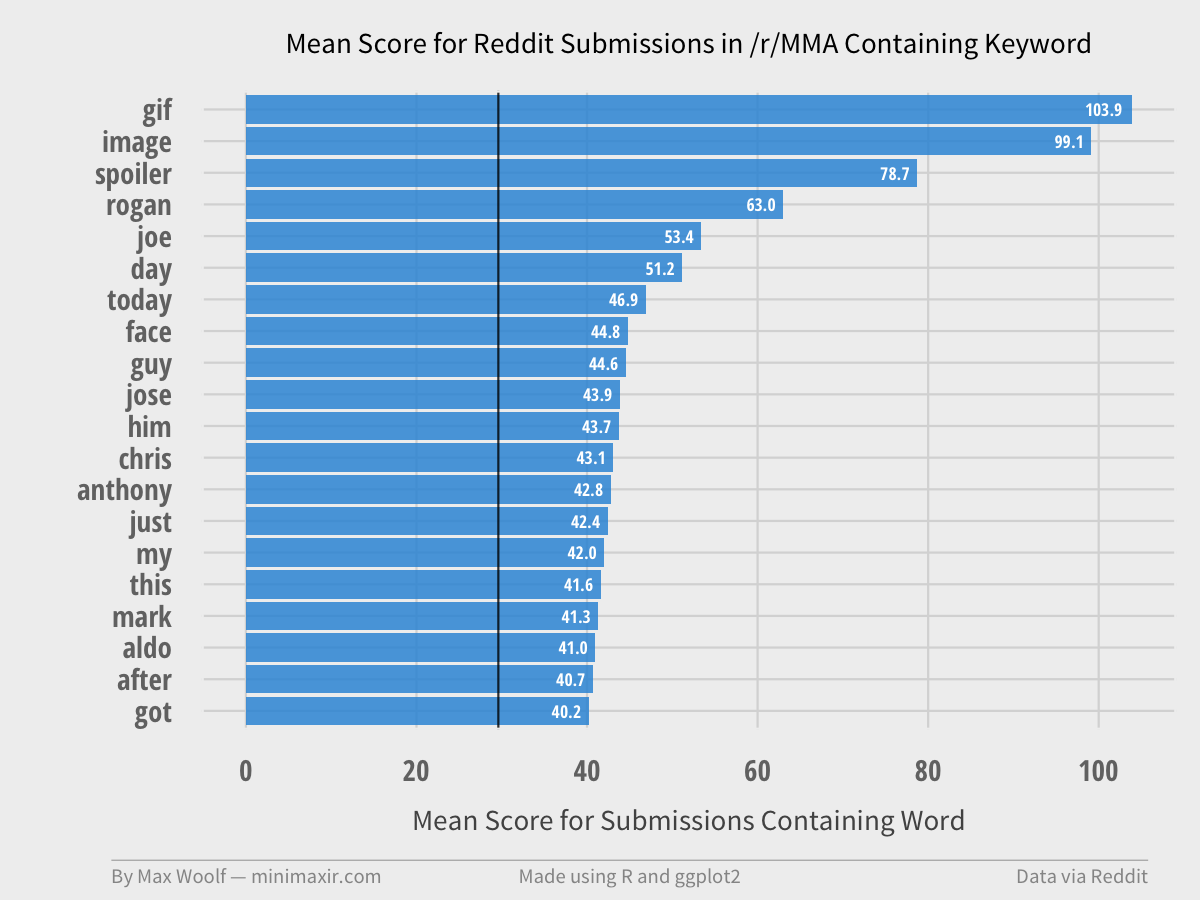 Mean Score for Reddit Submissions in /r/MMA Containing Keyword
gif 103.9
image 99.1
spoiler 78.7
rogan 63.0
joe 53.4
day 51.2
today 46.9
face 44.8
guy 44.6
jose 43.9
him 43.7
chris 43.1
anthony 42.8
just 42.4
my 42.0
this 41.6
mark 41.3
aldo 41.0
after 40.7
got 40.2
0 20 40 60 80 100
Mean Score for Submissions Containing Word
By Max Woolf — minimaxir.com Made using R and ggplot2 Data via Reddit